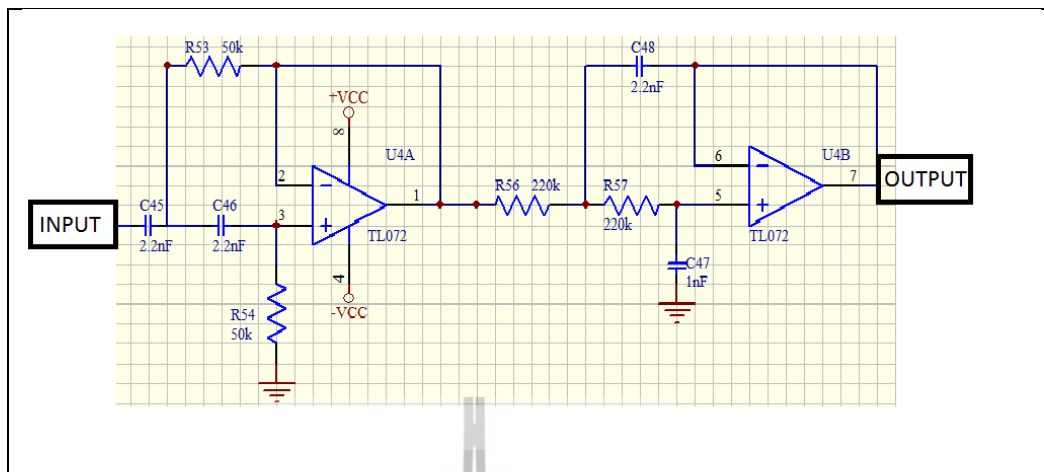 R53 50k
C48
2.2nF
+VCC
8
U4A
2
1
3
TL072
4
-VCC
INPUT
C45
2.2nF
C46
2.2nF
R54
50k
R56 220k
R57
220k
6
5
7
U4B
TL072
C47
1nF
OUTPUT